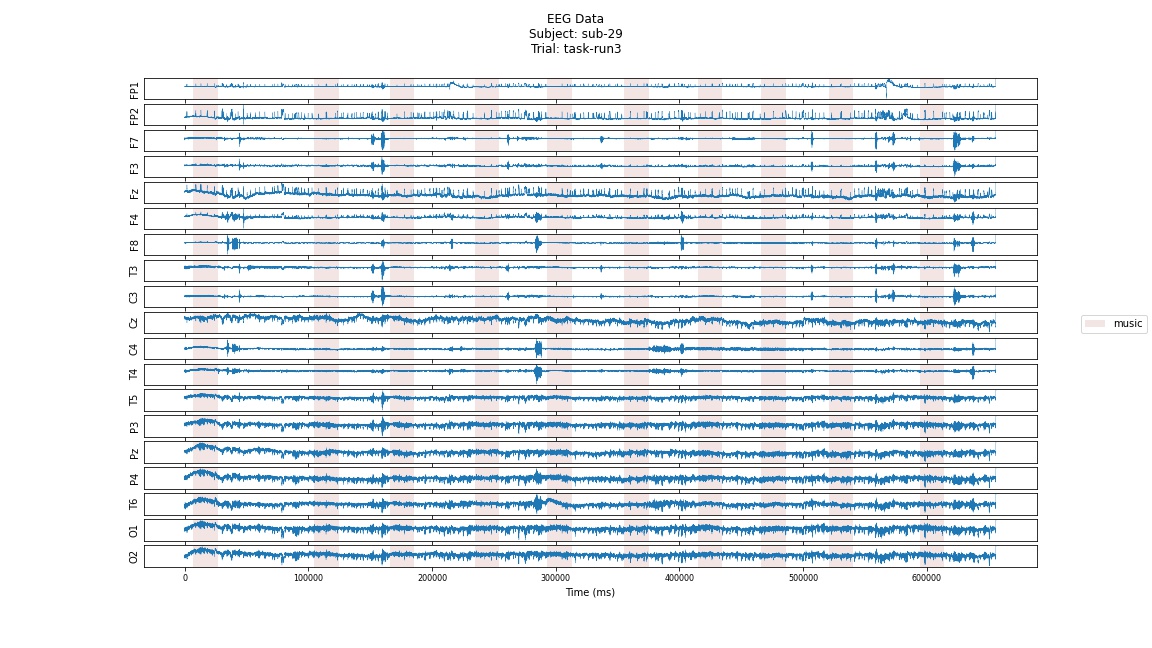 EEG Data
Subject: sub-29
Trial: task-run3
FP1
FP2
F7
F3
Fz
F4
F8
T3
C3
Cz
C4
T4
T5
P3
Pz
P4
T6
O1
O2
music
0 100000 200000 300000 400000 500000 600000
Time (ms)